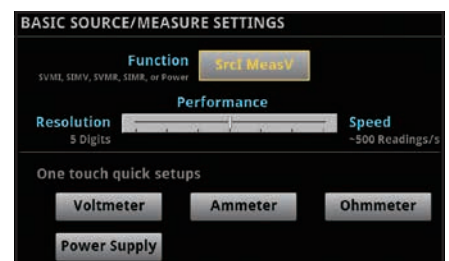 BASIC SOURCE/MEASURE SETTINGS
Function
SVMI, SIMV, SVMR, SIMR, or Power
SrcI MeasV
Performance
Resolution
5 Digits
Speed
~500 Readings/s
One touch quick setups
Voltmeter
Ammeter
Ohmmeter
Power Supply